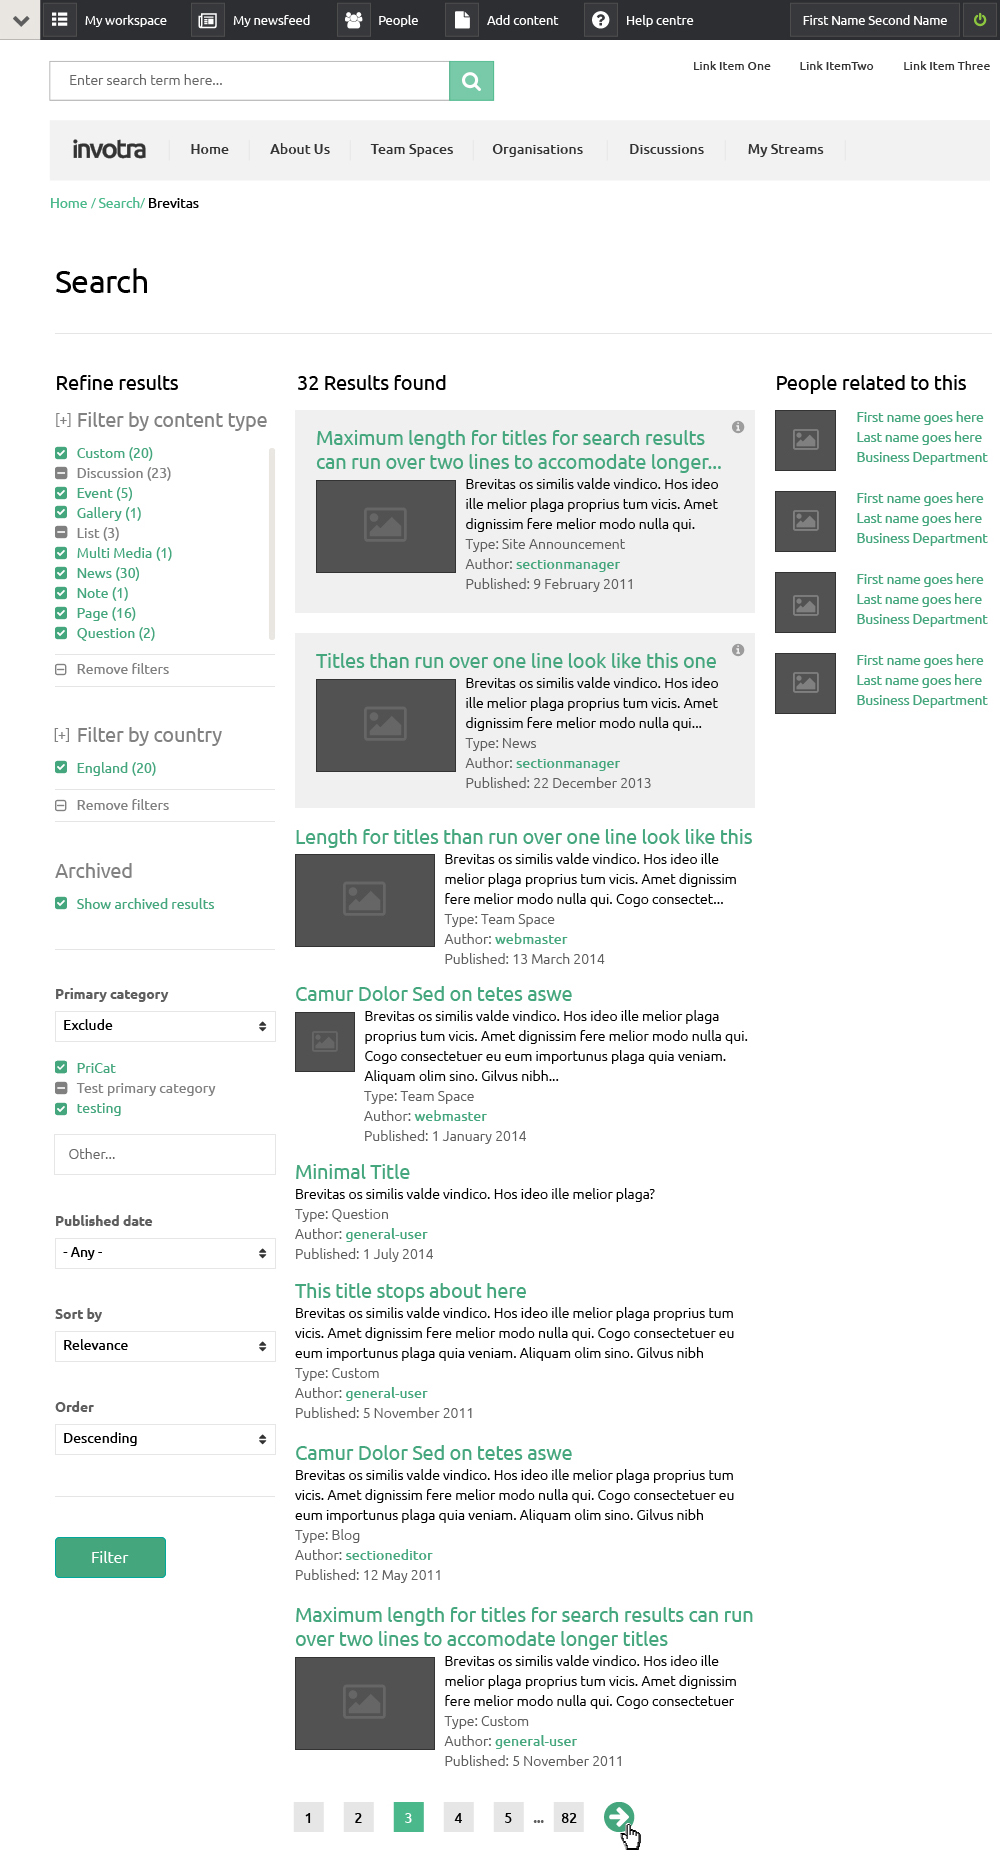 My workspace
My newsfeed
People
Add content
Help centre
First Name Second Name
Enter search term here...
Link Item One
Link ItemTwo
Link Item Three
invotra
Home
About Us
Team Spaces
Organisations
Discussions
My Streams
Home / Search/ Brevitas
Search
Refine results
[+] Filter by content type
Custom (20)
Discussion (23)
Event (5)
Gallery (1)
List (3)
Multi Media (1)
News (30)
Note (1)
Page (16)
Question (2)
Remove filters
[+] Filter by country
England (20)
Remove filters
Archived
Show archived results
Primary category
Exclude
PriCat
Test primary category
testing
Other...
Published date
- Any -
Sort by
Relevance
Order
Descending
Filter
32 Results found
Maximum length for titles for search results
can run over two lines to accomodate longer...
Brevitas os similis valde vindico. Hos ideo
ille melior plaga proprius tum vicis. Amet
dignissim fere melior modo nulla qui.
Type: Site Announcement
Author: sectionmanager
Published: 9 February 2011
Titles than run over one line look like this one
Brevitas os similis valde vindico. Hos ideo
ille melior plaga proprius tum vicis. Amet
dignissim fere melior modo nulla qui...
Type: News
Author: sectionmanager
Published: 22 December 2013
Length for titles than run over one line look like this
Brevitas os similis valde vindico. Hos ideo ille
melior plaga proprius tum vicis. Amet dignissim
fere melior modo nulla qui. Cogo consectet...
Type: Team Space
Author: webmaster
Published: 13 March 2014
Camur Dolor Sed on tetes aswe
Brevitas os similis valde vindico. Hos ideo ille melior plaga
proprius tum vicis. Amet dignissim fere melior modo nulla qui.
Cogo consectetuer eu eum importunus plaga quia veniam.
Aliquam olim sino. Gilvus nibh...
Type: Team Space
Author: webmaster
Published: 1 January 2014
Minimal Title
Brevitas os similis valde vindico. Hos ideo ille melior plaga?
Type: Question
Author: general-user
Published: 1 July 2014
This title stops about here
Brevitas os similis valde vindico. Hos ideo ille melior plaga proprius tum
vicis. Amet dignissim fere melior modo nulla qui. Cogo consectetuer eu
eum importunus plaga quia veniam. Aliquam olim sino. Gilvus nibh
Type: Custom
Author: general-user
Published: 5 November 2011
Camur Dolor Sed on tetes aswe
Brevitas os similis valde vindico. Hos ideo ille melior plaga proprius tum
vicis. Amet dignissim fere melior modo nulla qui. Cogo consectetuer eu
eum importunus plaga quia veniam. Aliquam olim sino. Gilvus nibh
Type: Blog
Author: sectioneditor
Published: 12 May 2011
Maximum length for titles for search results can run
over two lines to accomodate longer titles
Brevitas os similis valde vindico. Hos ideo ille
melior plaga proprius tum vicis. Amet dignissim
fere melior modo nulla qui. Cogo consectetuer
Type: Custom
Author: general-user
Published: 5 November 2011
1 2 3 4 5 ... 82
People related to this
First name goes here
Last name goes here
Business Department
First name goes here
Last name goes here
Business Department
First name goes here
Last name goes here
Business Department
First name goes here
Last name goes here
Business Department